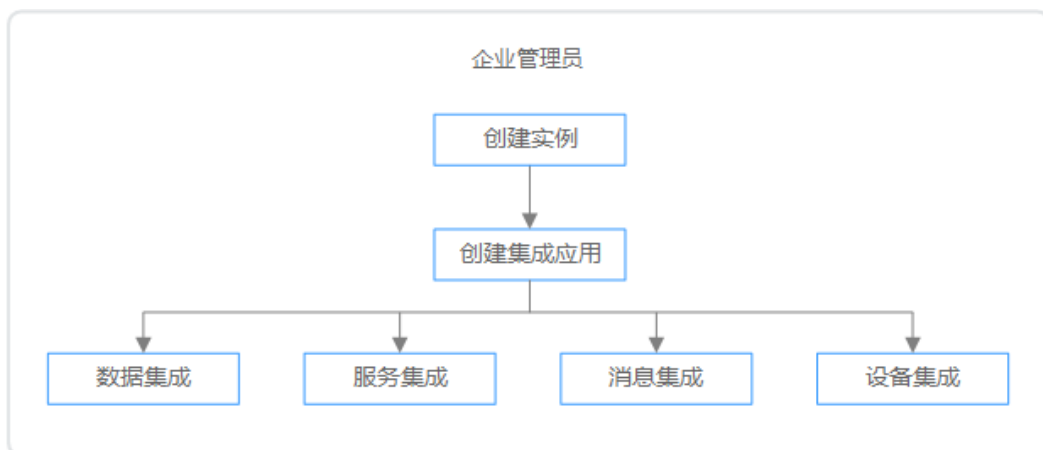 企业管理员
创建实例
创建集成应用
数据集成
服务集成
消息集成
设备集成